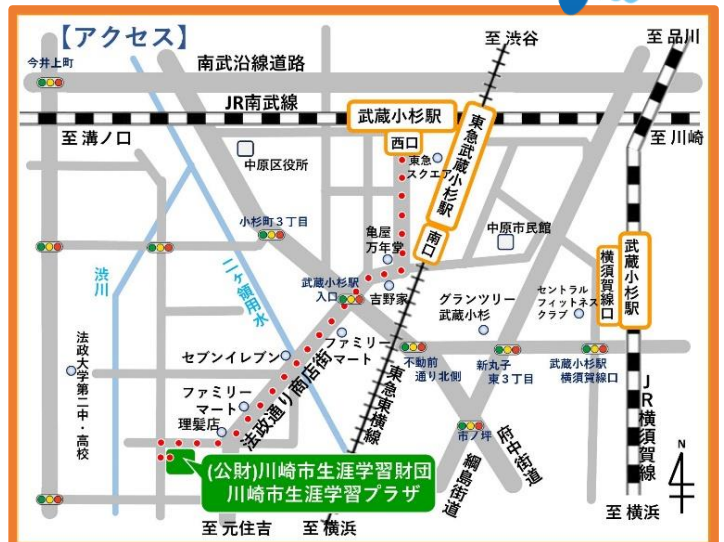 【アクセス】
至 渋谷
至 品川
今井上町
南武沿線道路
JR南武線
武蔵小杉駅
西口
至 溝ノ口
至 川崎
東急
スクエア
東急武蔵小杉駅
南口
中原区役所
小杉町3丁目
亀屋
万年堂
中原市民館
横須賀線口
武蔵小杉駅
渋川
二ヶ領用水
武蔵小杉駅
入口
吉野家
グランツリー
武蔵小杉
セントラル
フィットネス
クラブ
法政大学第二中・高校
セブンイレブン
ファミリー
マート
不動前
通り北側
新丸子
東3丁目
武蔵小杉駅
横須賀線口
ファミリー
マート
理髪店
法政通り商店街
東急東横線
市ノ坪
府中街道
綱島街道
JR横須賀線
N
(公財)川崎市生涯学習財団
川崎市生涯学習プラザ
至 元住吉
至 横浜
至 横浜